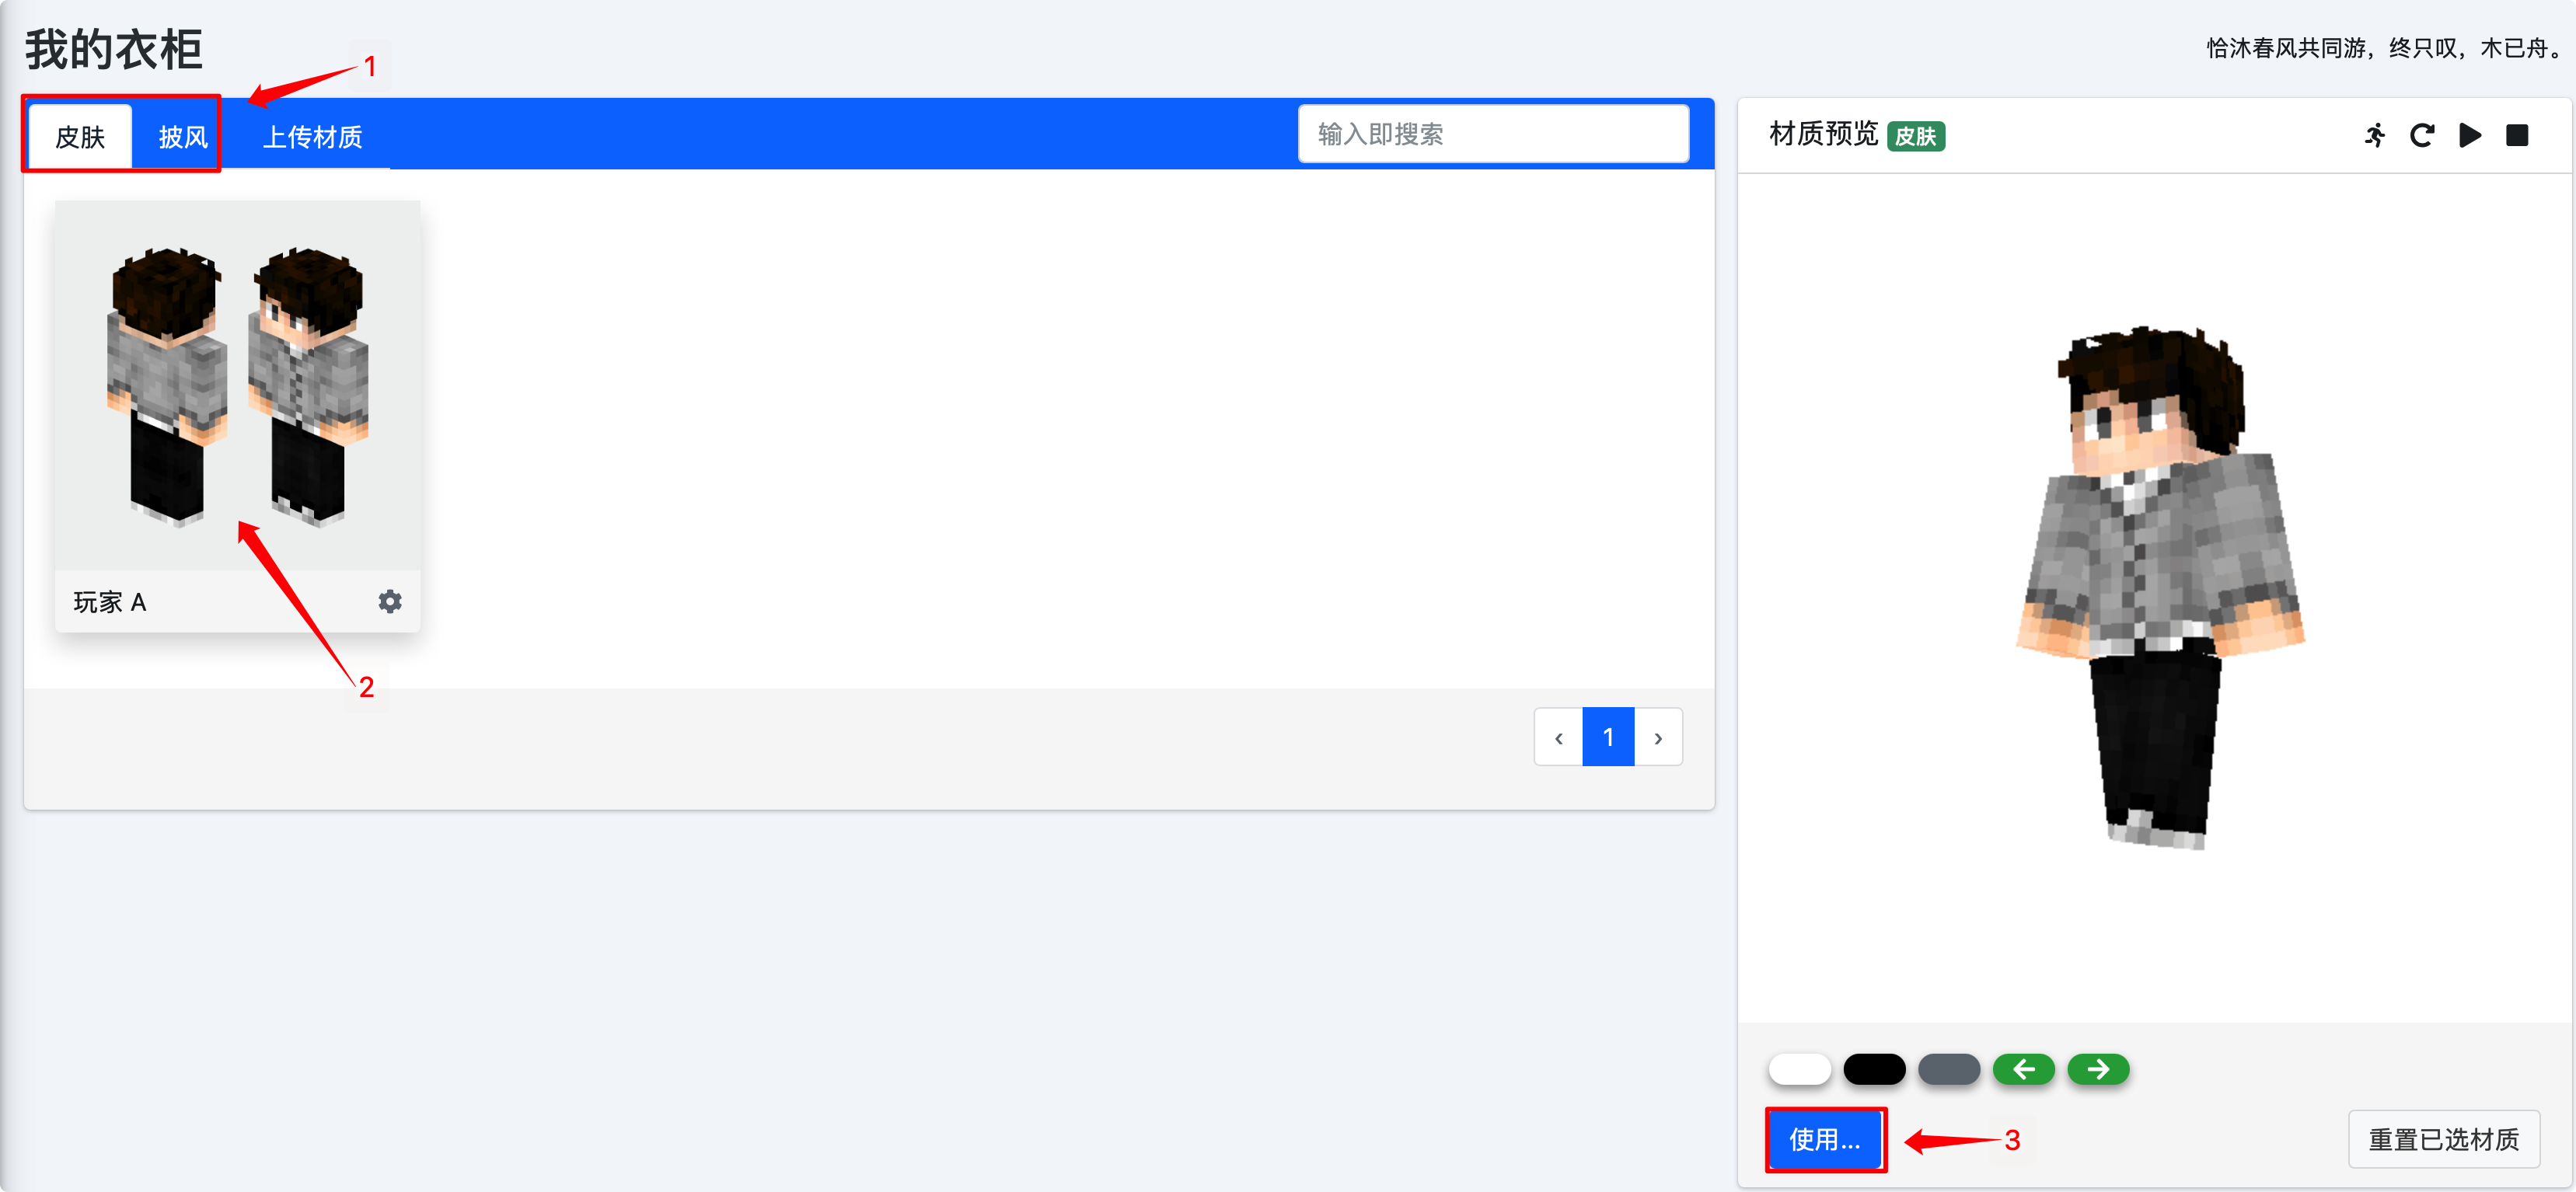 我的衣柜
1
恰沐春风共同游，终只叹，木已舟。
皮肤 披风 上传材质
输入即搜索
材质预览 皮肤
玩家 A
2
‹ 1 ›
使用...
3
重置已选材质